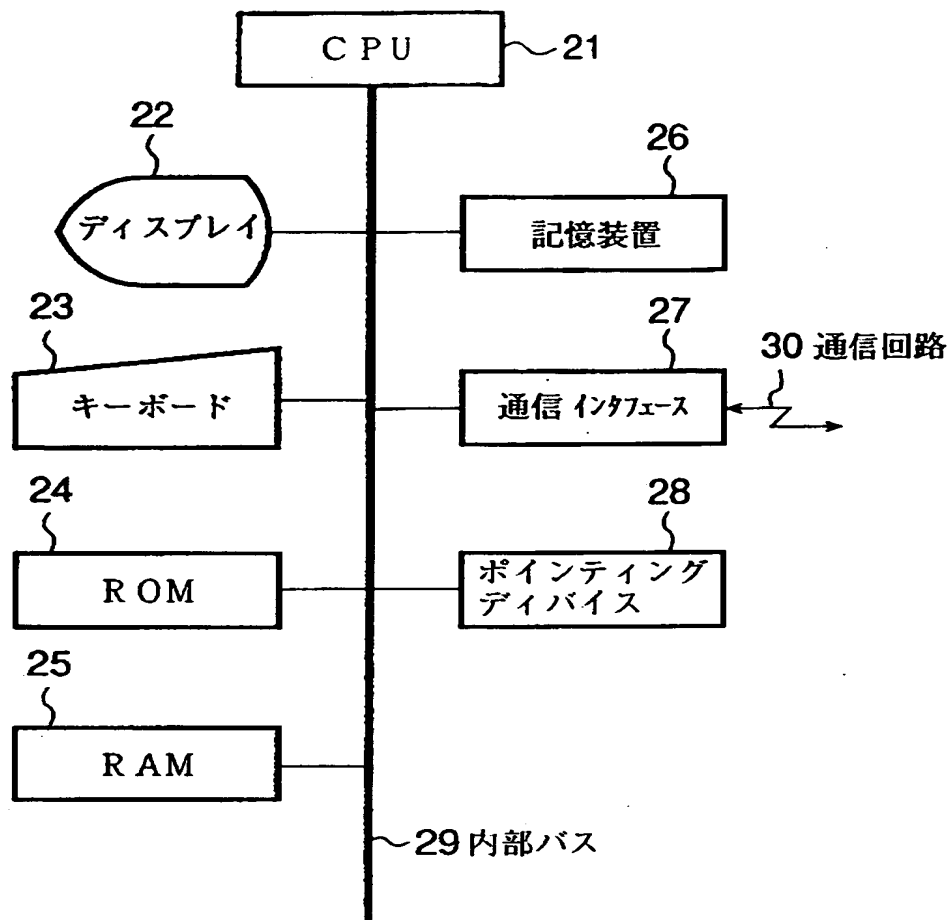 CPU
21
22
ディスプレイ
26
記憶装置
23
キーボード
27
通信 インタフェース
30 通信回路
24
ROM
28
ポインティング
ディバイス
25
RAM
29 内部バス